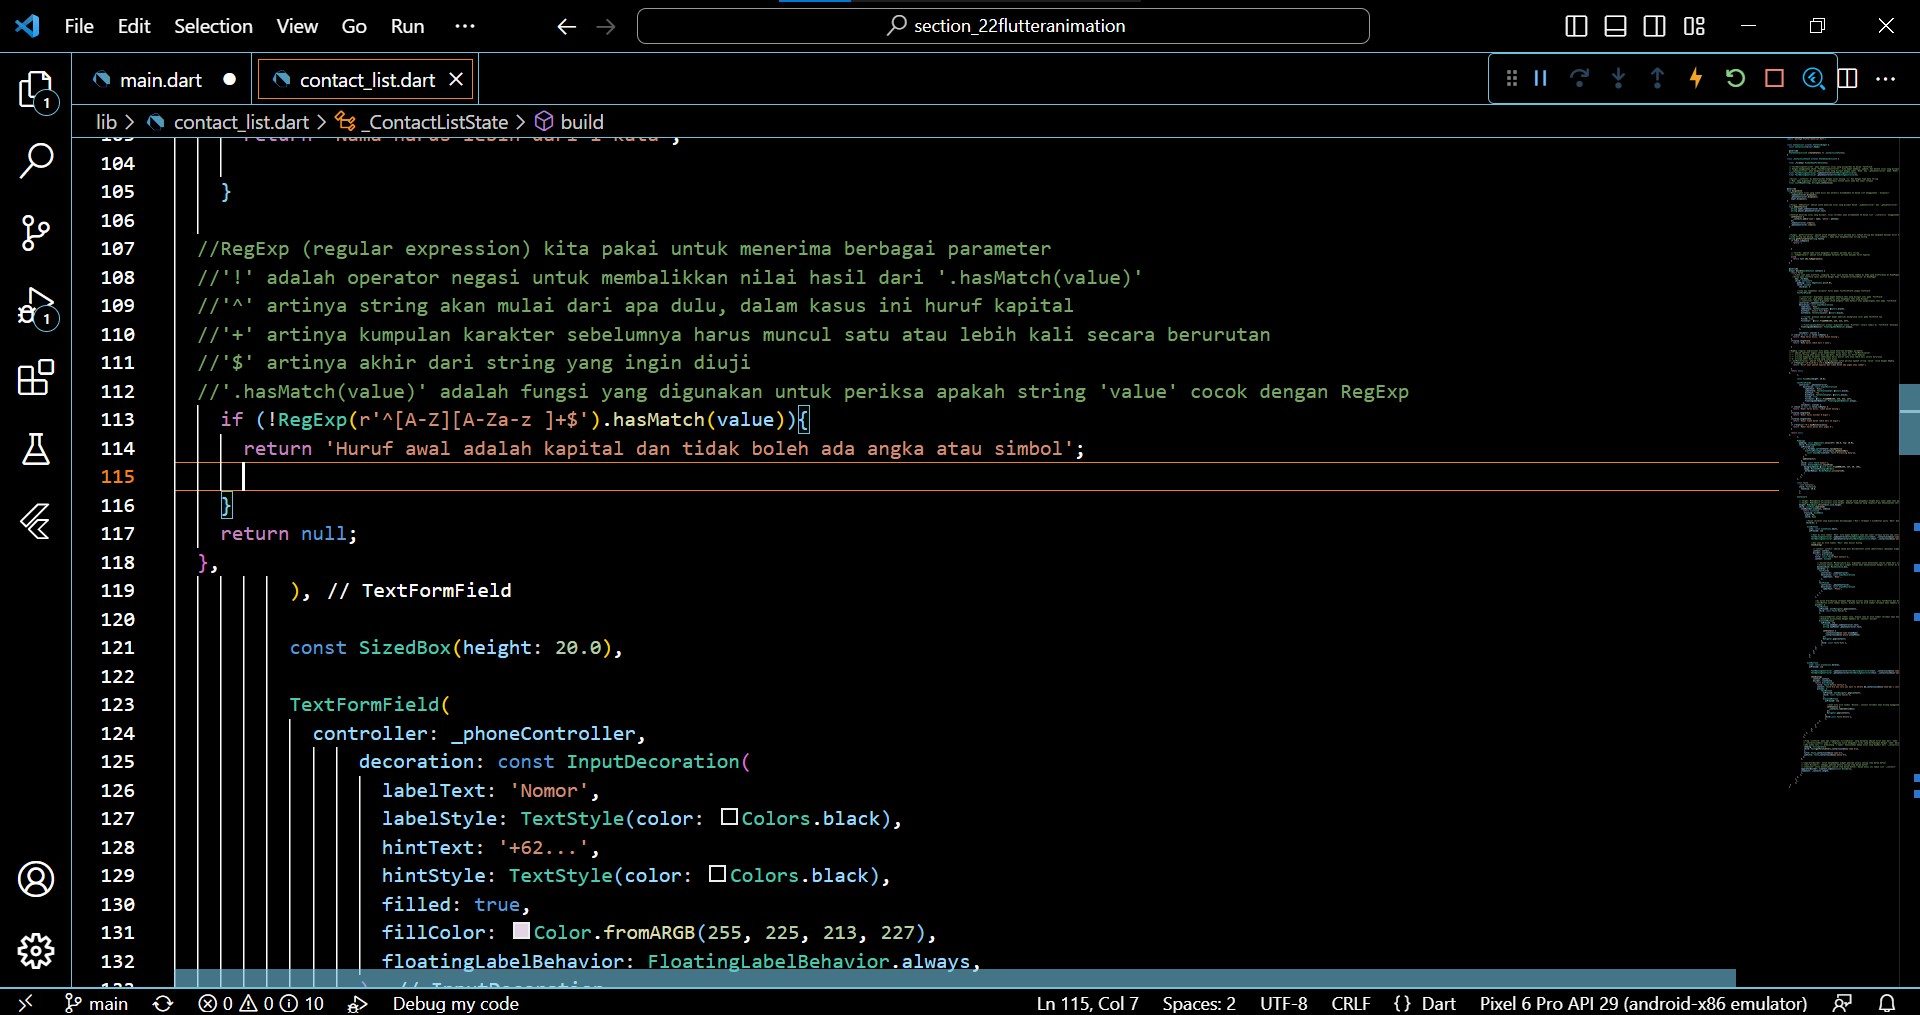 File Edit Selection View Go Run ··· section_22flutteranimation
main.dart contact_list.dart
lib > contact_list.dart > _ContactListState > build
103 return 'Nama harus lebih dari 1 kata';
104
105 }
106
107 //RegExp (regular expression) kita pakai untuk menerima berbagai parameter
108 //'!' adalah operator negasi untuk membalikkan nilai hasil dari '.hasMatch(value)'
109 //'^' artinya string akan mulai dari apa dulu, dalam kasus ini huruf kapital
110 //'+' artinya kumpulan karakter sebelumnya harus muncul satu atau lebih kali secara berurutan
111 //'$' artinya akhir dari string yang ingin diuji
112 //'.hasMatch(value)' adalah fungsi yang digunakan untuk periksa apakah string 'value' cocok dengan RegExp
113 if (!RegExp(r'^[A-Z][A-Za-z ]+$').hasMatch(value)){
114 return 'Huruf awal adalah kapital dan tidak boleh ada angka atau simbol';
115
116 }
117 return null;
118 },
119 ), // TextFormField
120
121 const SizedBox(height: 20.0),
122
123 TextFormField(
124 controller: _phoneController,
125 decoration: const InputDecoration(
126 labelText: 'Nomor',
127 labelStyle: TextStyle(color: Colors.black),
128 hintText: '+62...',
129 hintStyle: TextStyle(color: Colors.black),
130 filled: true,
131 fillColor: Color.fromARGB(255, 225, 213, 227),
132 floatingLabelBehavior: FloatingLabelBehavior.always,
133 ), // InputDecoration
1
1
main 0 0 10 Debug my code Ln 115, Col 7 Spaces: 2 UTF-8 CRLF {} Dart Pixel 6 Pro API 29 (android-x86 emulator)